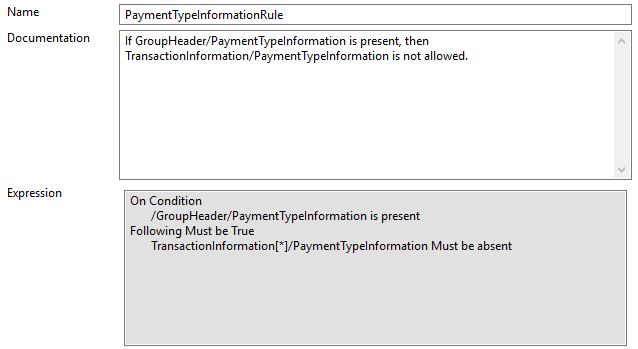 Name
PaymentTypeInformationRule
Documentation
If GroupHeader/PaymentTypeInformation is present, then
TransactionInformation/PaymentTypeInformation is not allowed.
Expression
On Condition
/GroupHeader/PaymentTypeInformation is present
Following Must be True
TransactionInformation[*]/PaymentTypeInformation Must be absent